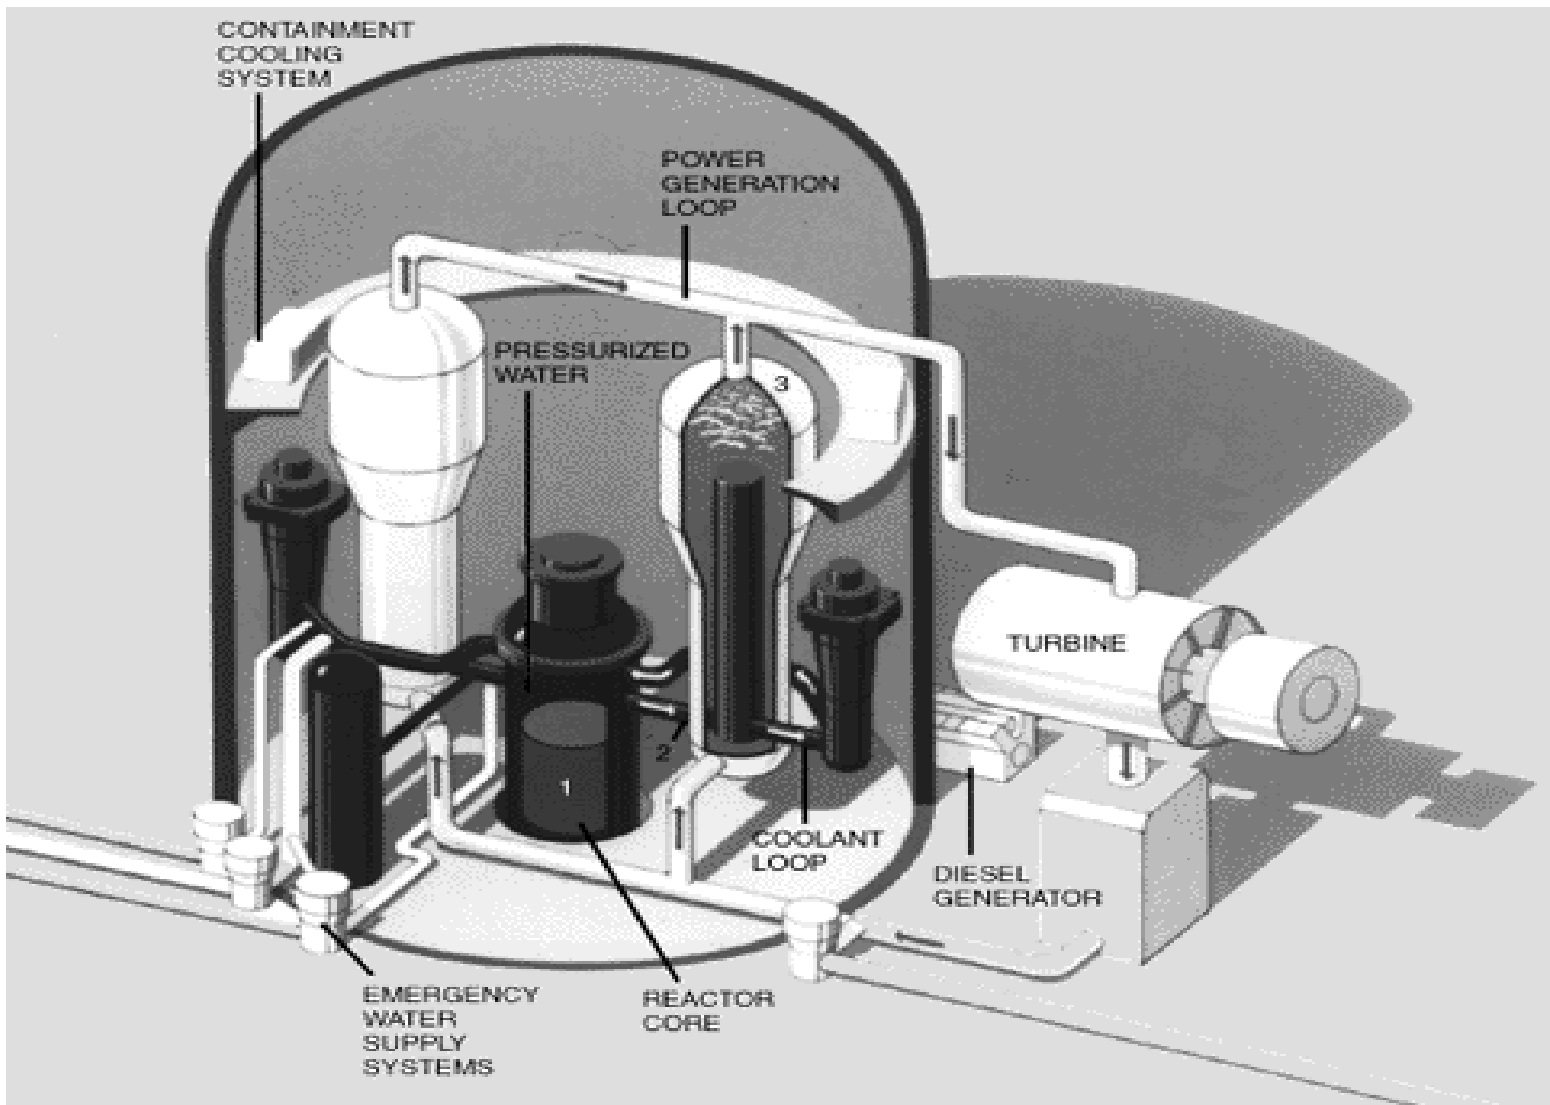 CONTAINMENT
COOLING
SYSTEM
POWER
GENERATION
LOOP
PRESSURIZED
WATER
3
TURBINE
2
1
COOLANT
LOOP
DIESEL
GENERATOR
EMERGENCY
WATER
SUPPLY
SYSTEMS
REACTOR
CORE